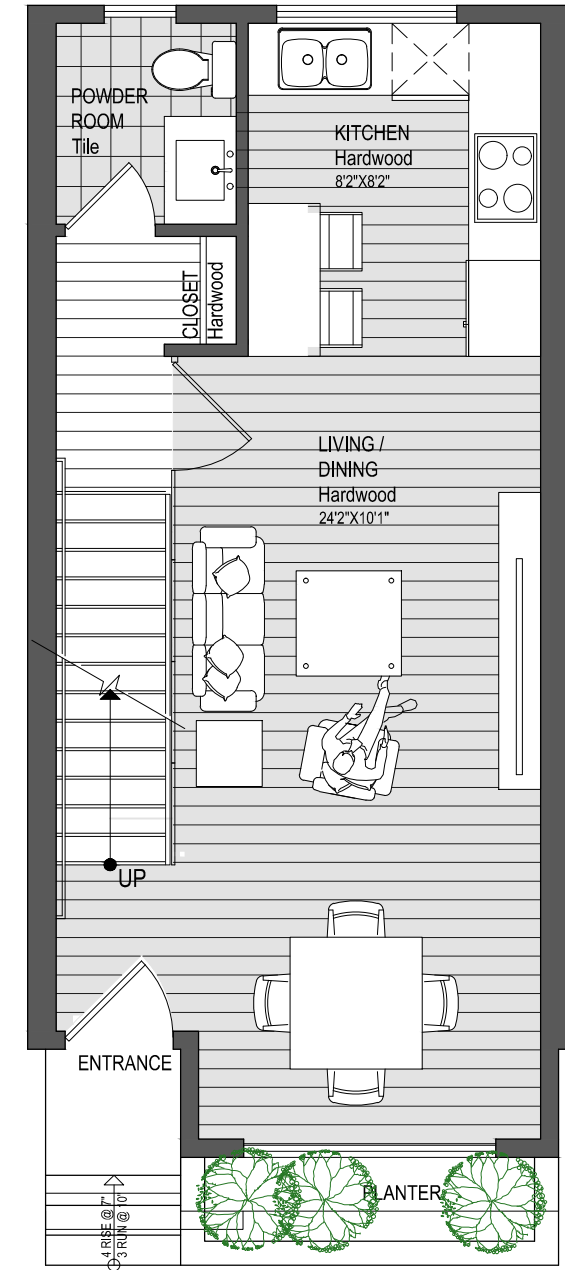 POWDER
ROOM
Tile
KITCHEN
Hardwood
8'2"X8'2"
CLOSET
Hardwood
LIVING /
DINING
Hardwood
24'2"X10'1"
UP
ENTRANCE
PLANTER
4 RISE @ 7"
3 RUN @ 10"